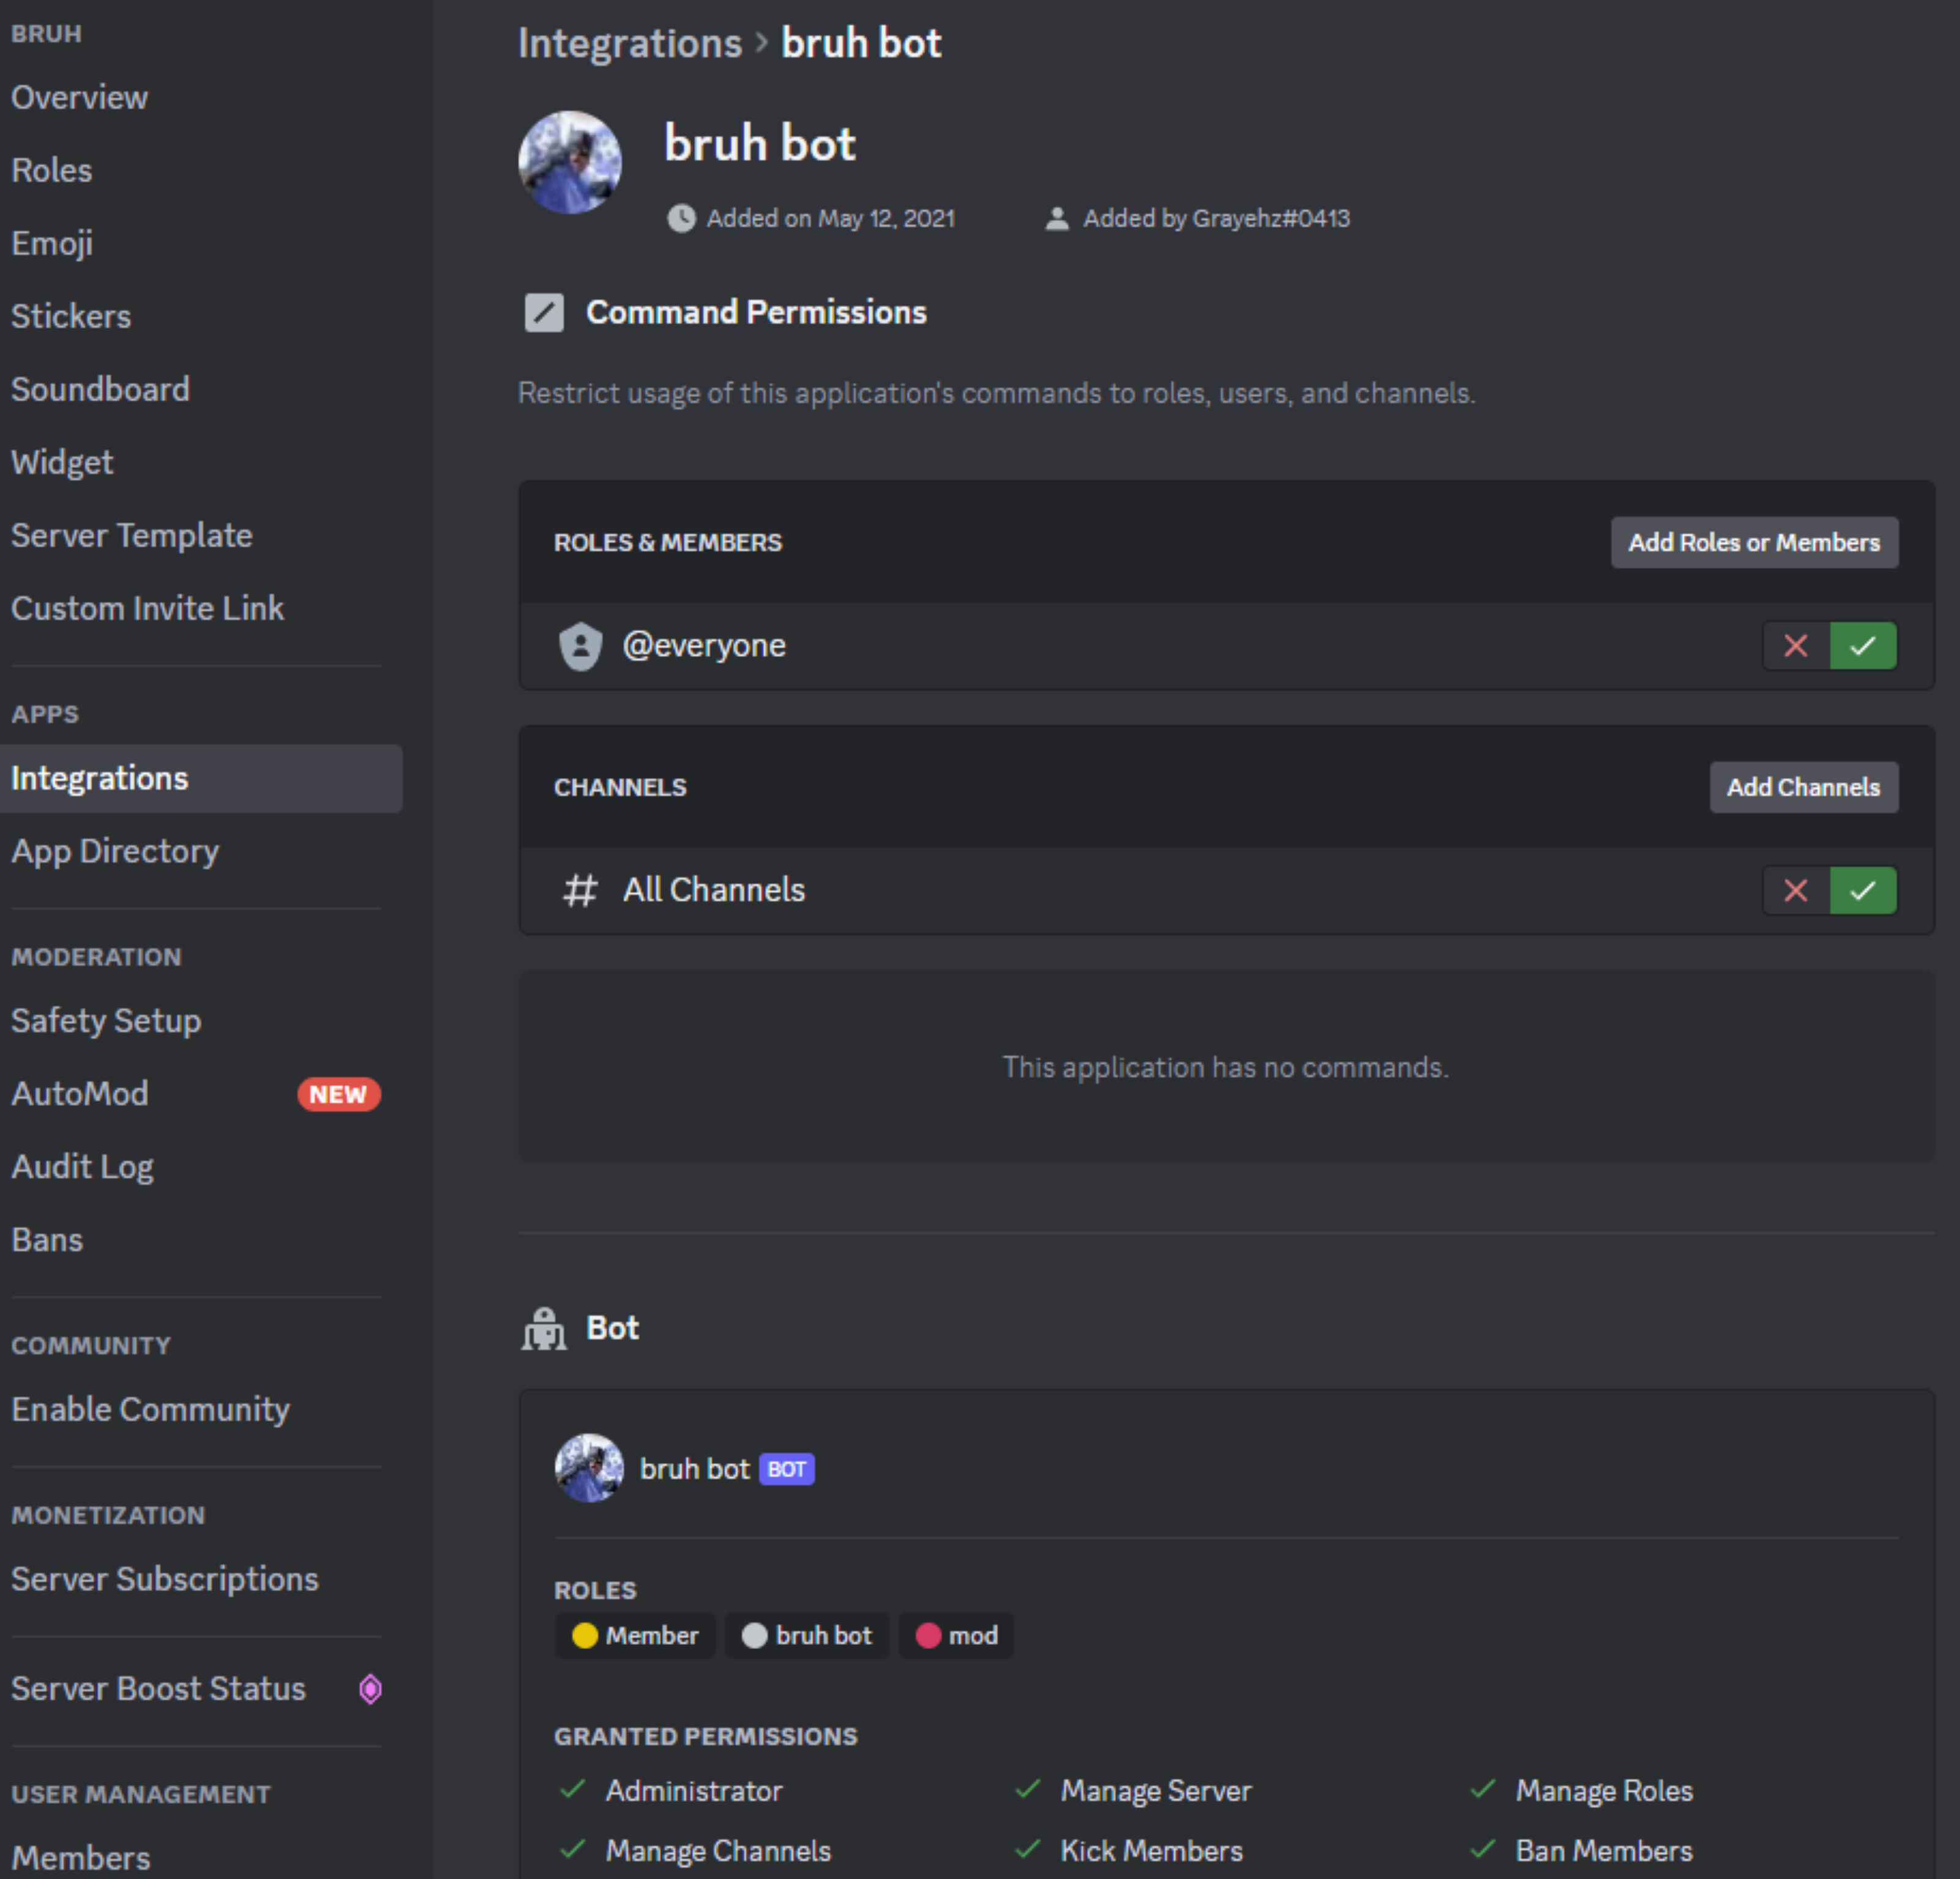 BRUH
Overview
Roles
Emoji
Stickers
Soundboard
Widget
Server Template
Custom Invite Link
APPS
Integrations
App Directory
MODERATION
Safety Setup
AutoMod NEW
Audit Log
Bans
COMMUNITY
Enable Community
MONETIZATION
Server Subscriptions
Server Boost Status
USER MANAGEMENT
Members
Integrations › bruh bot
bruh bot
Added on May 12, 2021 Added by Grayehz#0413
Command Permissions
Restrict usage of this application's commands to roles, users, and channels.
ROLES & MEMBERS Add Roles or Members
@everyone
CHANNELS Add Channels
# All Channels
This application has no commands.
Bot
bruh bot BOT
ROLES
Member bruh bot mod
GRANTED PERMISSIONS
Administrator Manage Server Manage Roles
Manage Channels Kick Members Ban Members